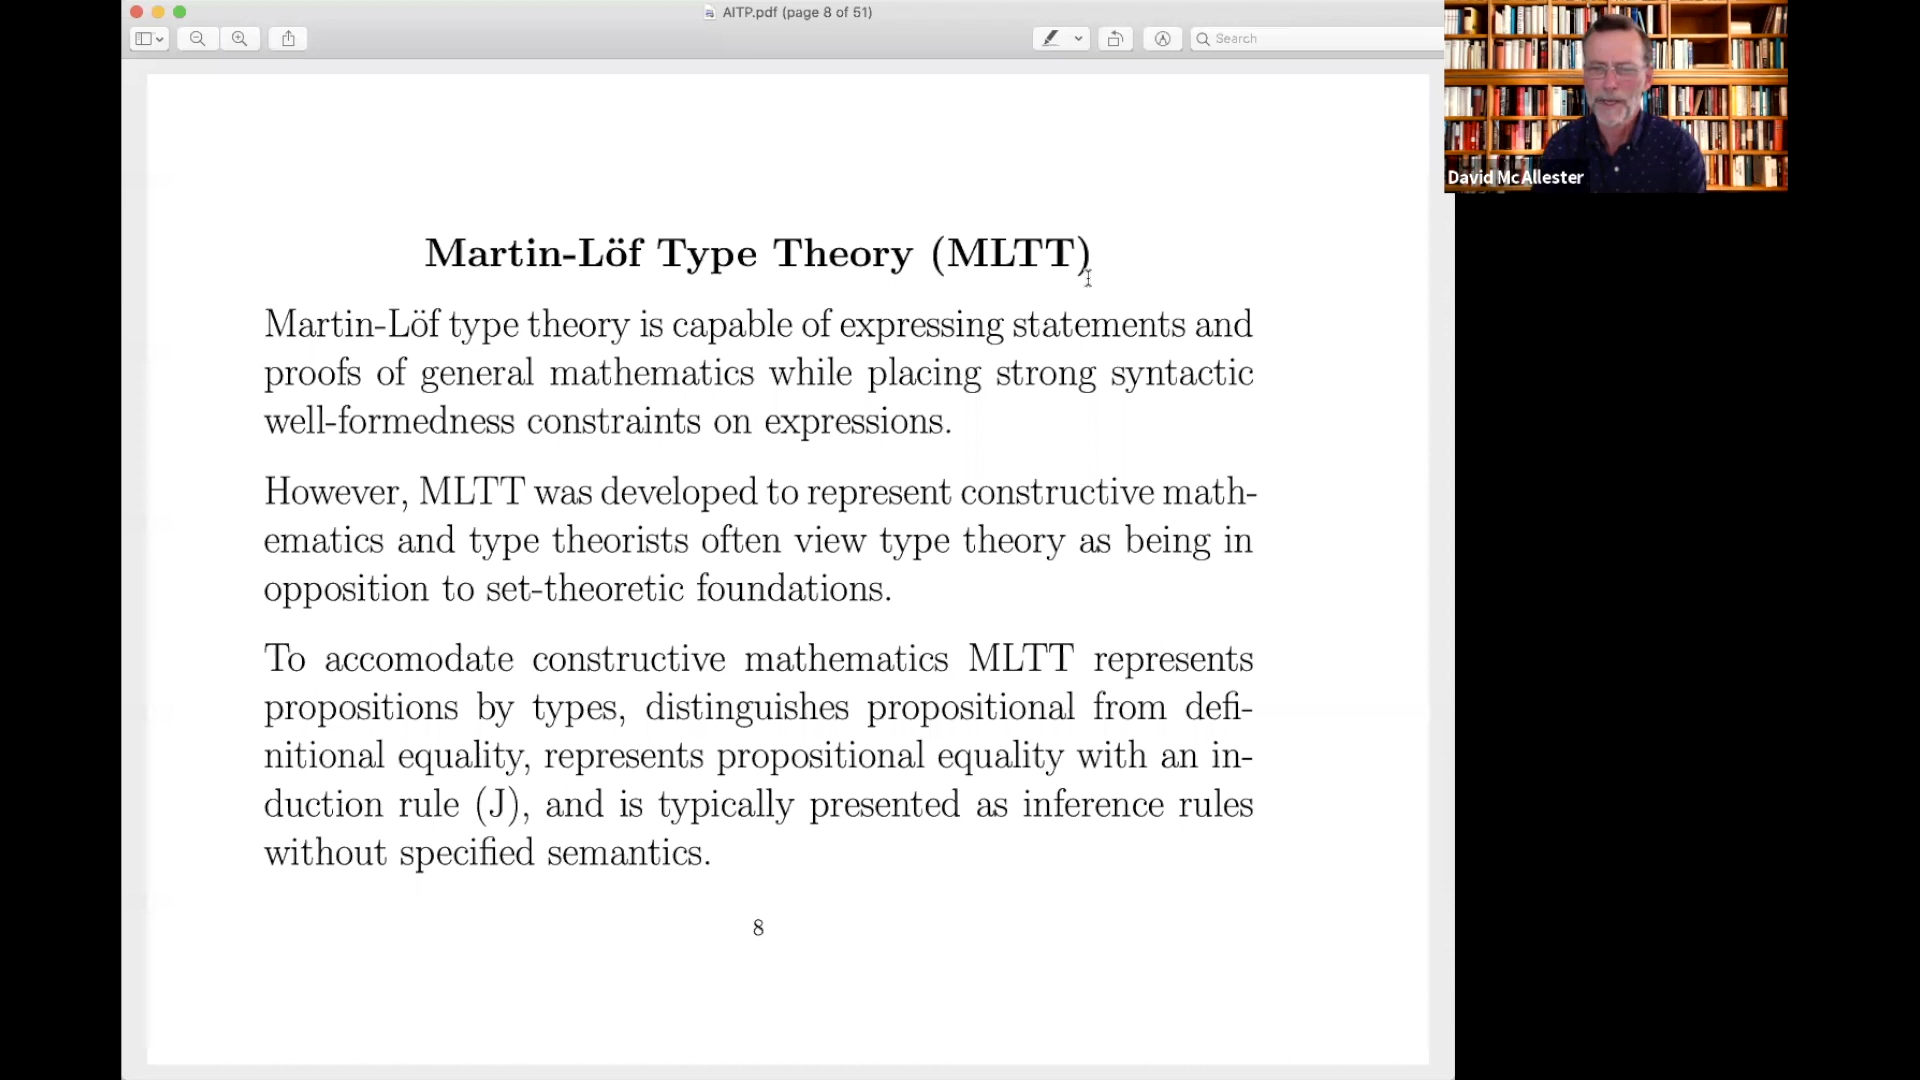 AITP.pdf (page 8 of 51)
Search
David McAllester
Martin-Löf Type Theory (MLTT)
Martin-Löf type theory is capable of expressing statements and
proofs of general mathematics while placing strong syntactic
well-formedness constraints on expressions.
However, MLTT was developed to represent constructive math-
ematics and type theorists often view type theory as being in
opposition to set-theoretic foundations.
To accomodate constructive mathematics MLTT represents
propositions by types, distinguishes propositional from defi-
nitional equality, represents propositional equality with an in-
duction rule (J), and is typically presented as inference rules
without specified semantics.
8